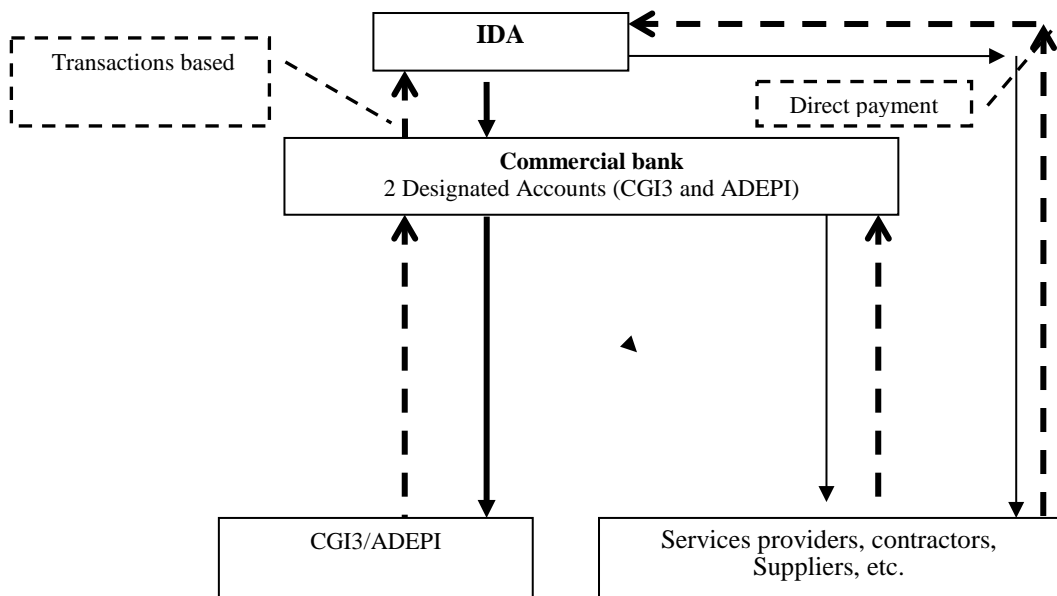 IDA
Transactions based
Direct payment
Commercial bank
2 Designated Accounts (CGI3 and ADEPI)
CGI3/ADEPI
Services providers, contractors,
Suppliers, etc.